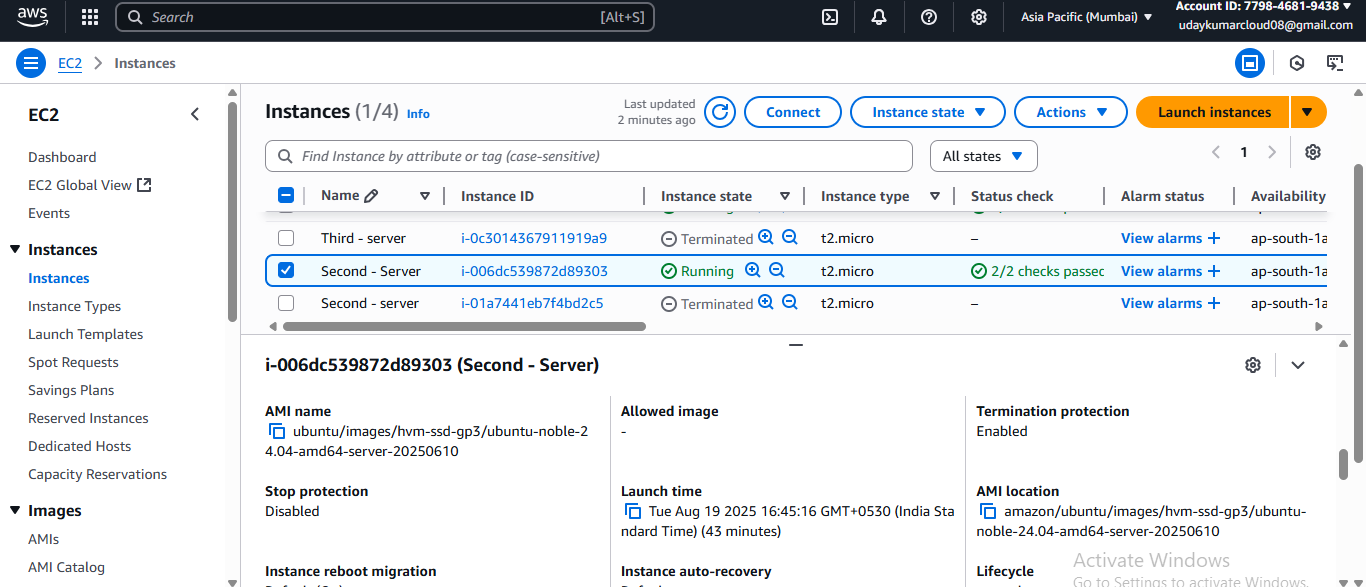 aws
Search
[Alt+S]
Asia Pacific (Mumbai)
Account ID: 7798-4681-9438
udaykumarcloud08@gmail.com
EC2
Instances
EC2
Dashboard
EC2 Global View
Events
Instances
Instances
Instance Types
Launch Templates
Spot Requests
Savings Plans
Reserved Instances
Dedicated Hosts
Capacity Reservations
Images
AMIs
AMI Catalog
Instances (1/4) Info
Last updated
2 minutes ago
Connect
Instance state
Actions
Launch instances
Find Instance by attribute or tag (case-sensitive)
All states
1
Name Instance ID Instance state Instance type Status check Alarm status Availability
Third - server i-0c3014367911919a9 Terminated t2.micro – View alarms + ap-south-1a
Second - Server i-006dc539872d89303 Running t2.micro 2/2 checks passec View alarms + ap-south-1a
Second - server i-01a7441eb7f4bd2c5 Terminated t2.micro – View alarms + ap-south-1a
i-006dc539872d89303 (Second - Server)
AMI name
ubuntu/images/hvm-ssd-gp3/ubuntu-noble-2
4.04-amd64-server-20250610
Allowed image
-
Termination protection
Enabled
Stop protection
Disabled
Launch time
Tue Aug 19 2025 16:45:16 GMT+0530 (India Sta
ndard Time) (43 minutes)
AMI location
amazon/ubuntu/images/hvm-ssd-gp3/ubuntu-
noble-24.04-amd64-server-20250610
Instance reboot migration
Instance auto-recovery
Lifecycle
Activate Windows
Go to Settings to activate Windows.